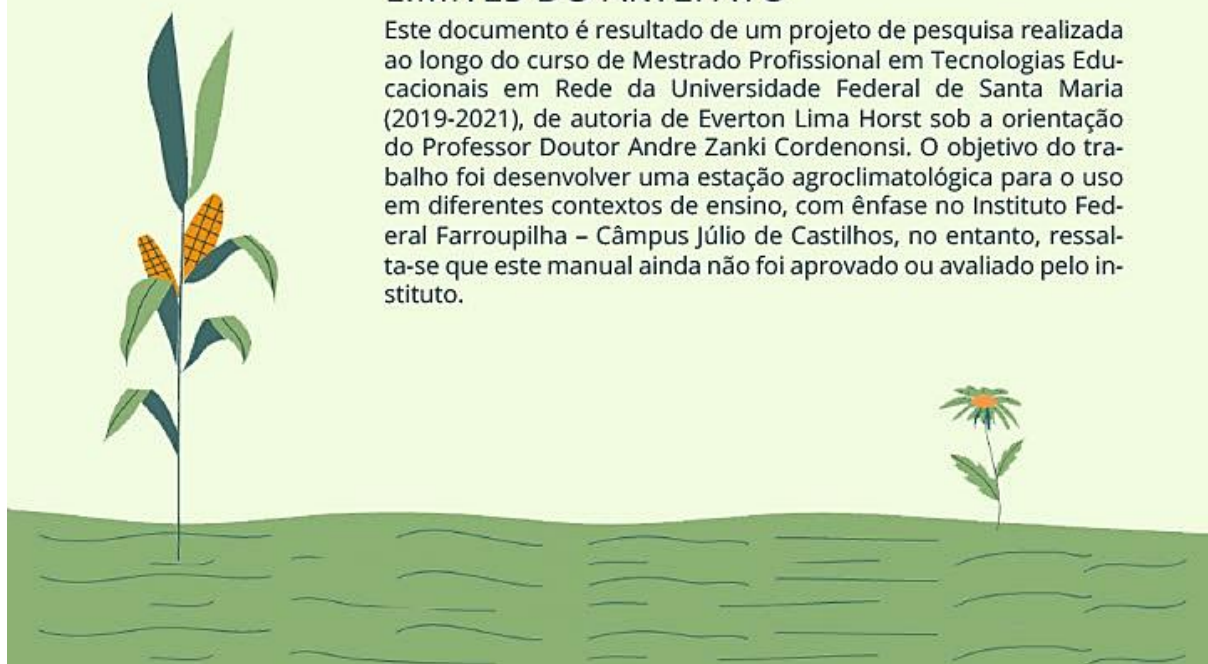 Este documento é resultado de um projeto de pesquisa realizada
ao longo do curso de Mestrado Profissional em Tecnologias Edu-
cacionais em Rede da Universidade Federal de Santa Maria
(2019-2021), de autoria de Everton Lima Horst sob a orientação
do Professor Doutor Andre Zanki Cordenonsi. O objetivo do tra-
balho foi desenvolver uma estação agroclimatológica para o uso
em diferentes contextos de ensino, com ênfase no Instituto Fed-
eral Farroupilha – Câmpus Júlio de Castilhos, no entanto, ressal-
ta-se que este manual ainda não foi aprovado ou avaliado pelo in-
stituto.